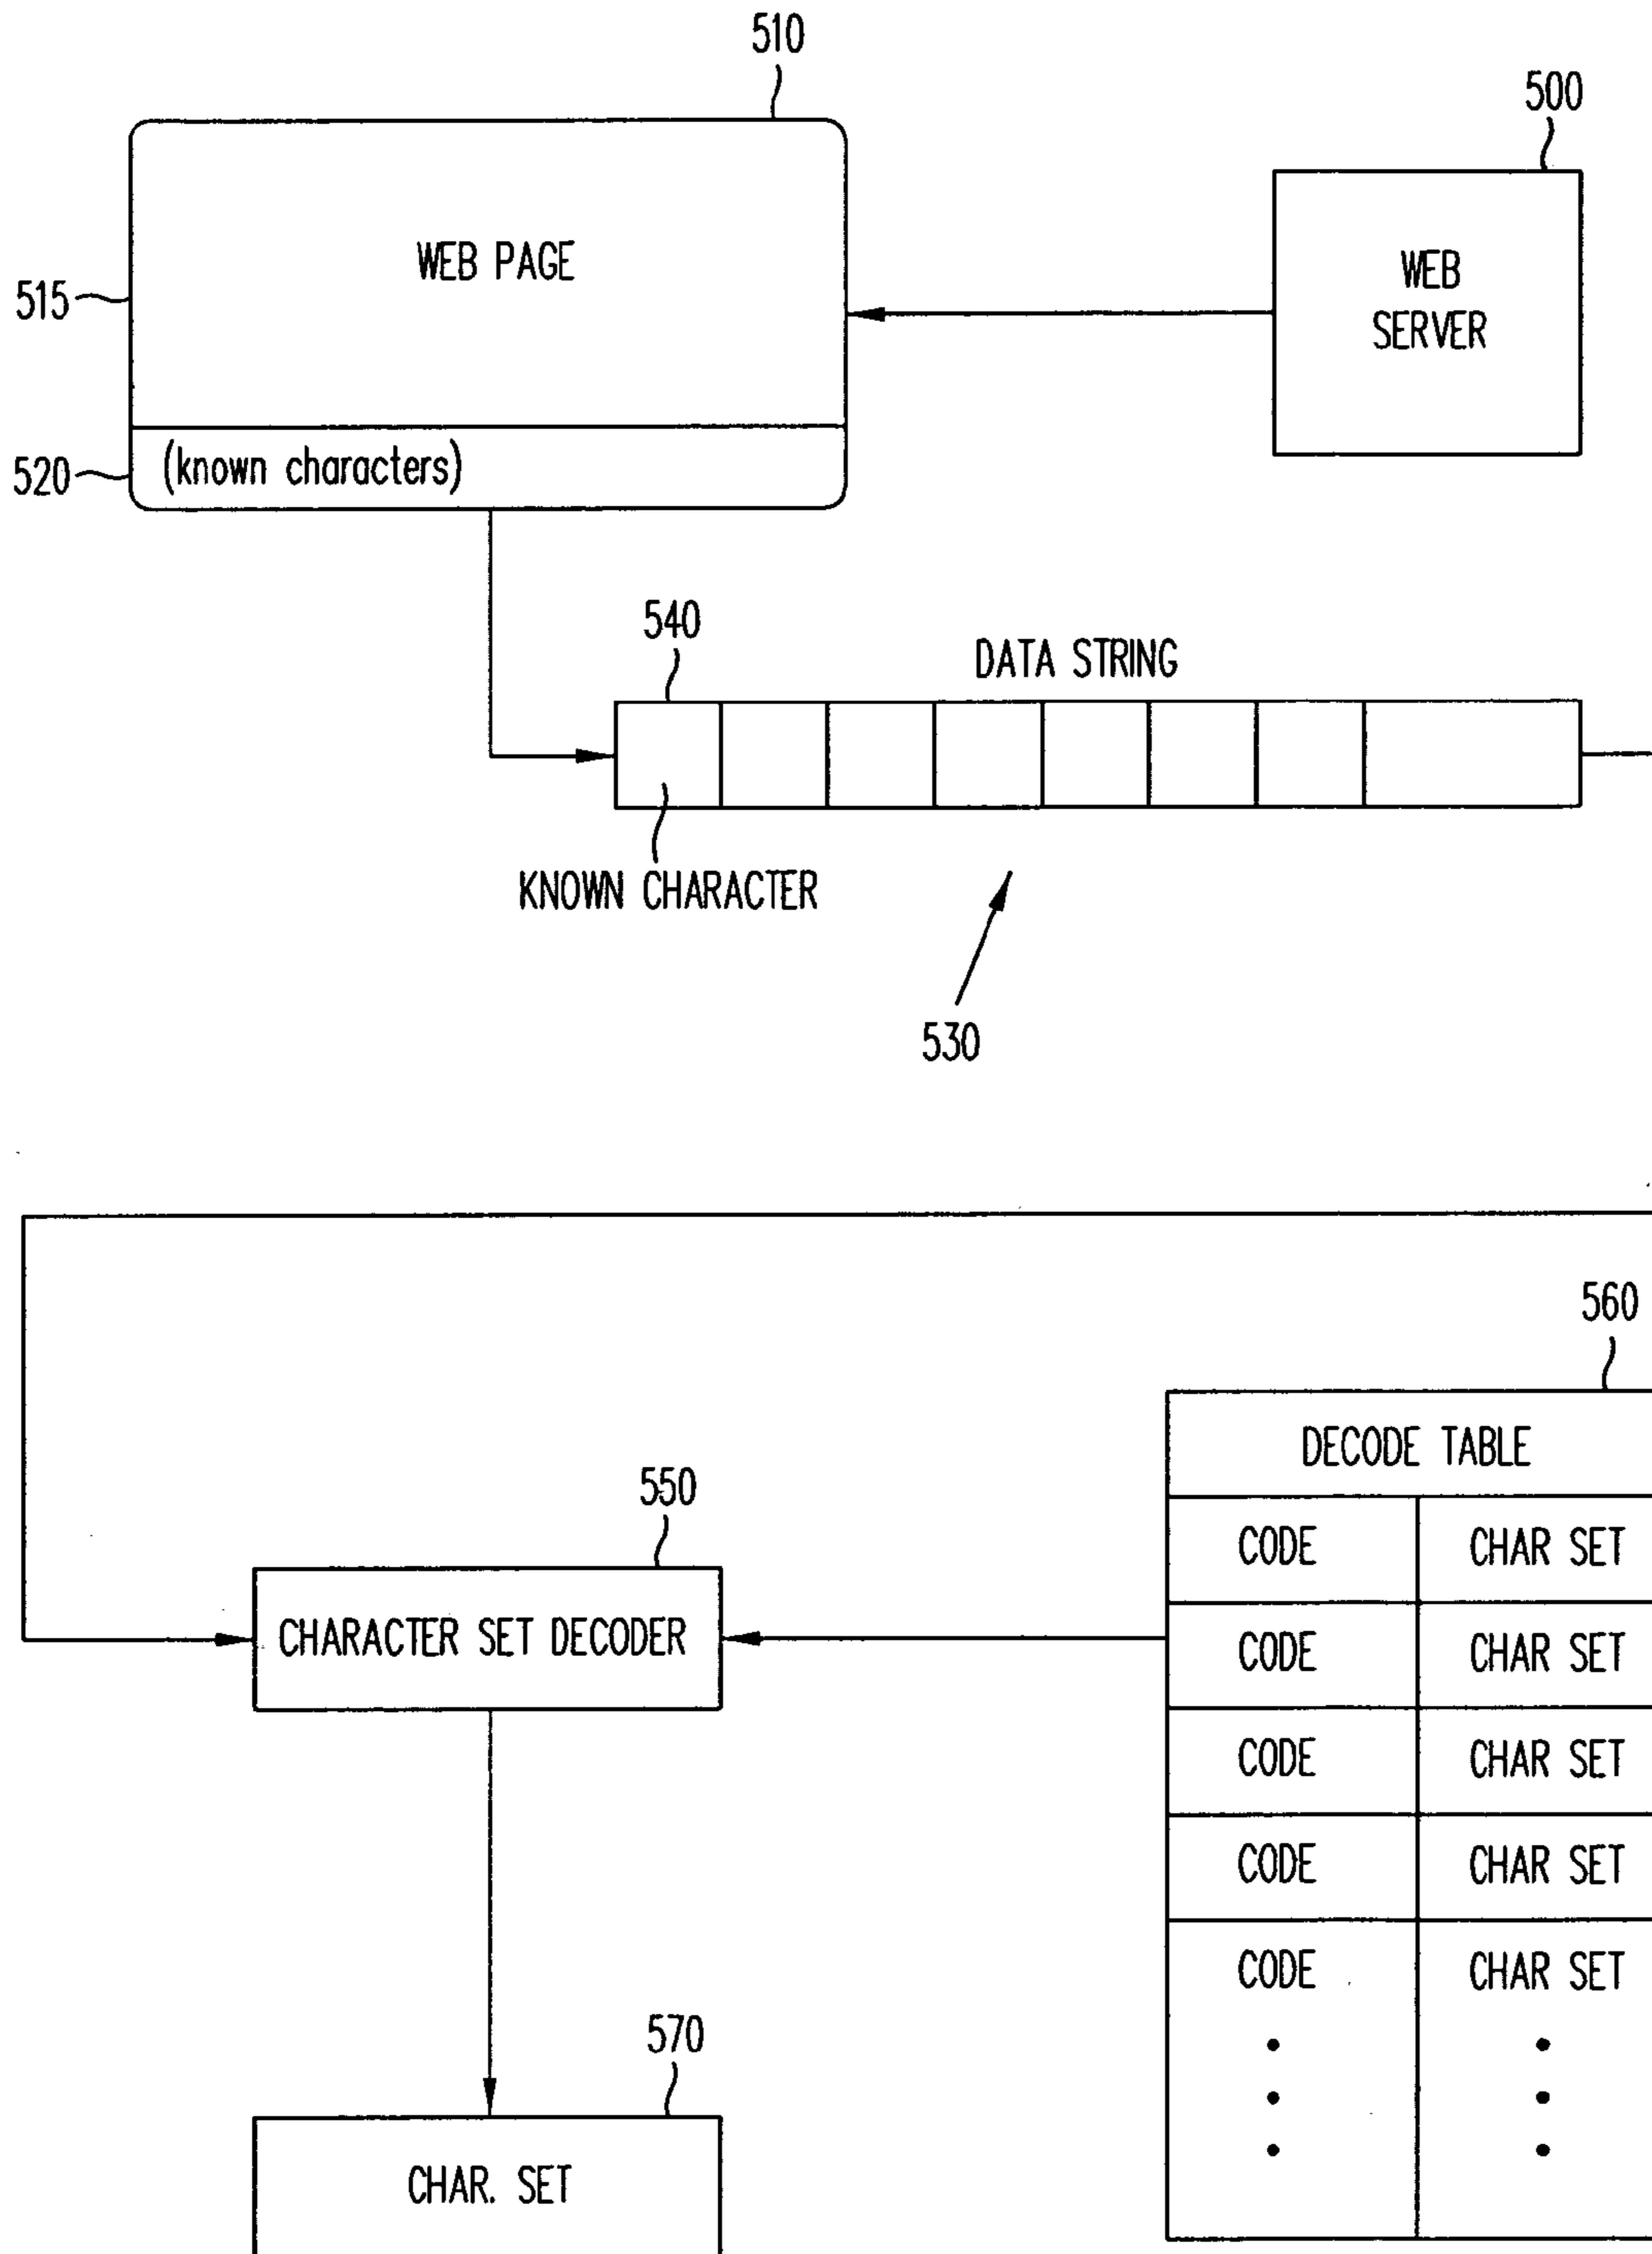 510
500
WEB PAGE
WEB
SERVER
515
520
(known characters)
540
DATA STRING
KNOWN CHARACTER
530
560
DECODE TABLE
550
CODE CHAR SET
CHARACTER SET DECODER
CODE CHAR SET
CODE CHAR SET
CODE CHAR SET
CODE CHAR SET
570
CHAR. SET